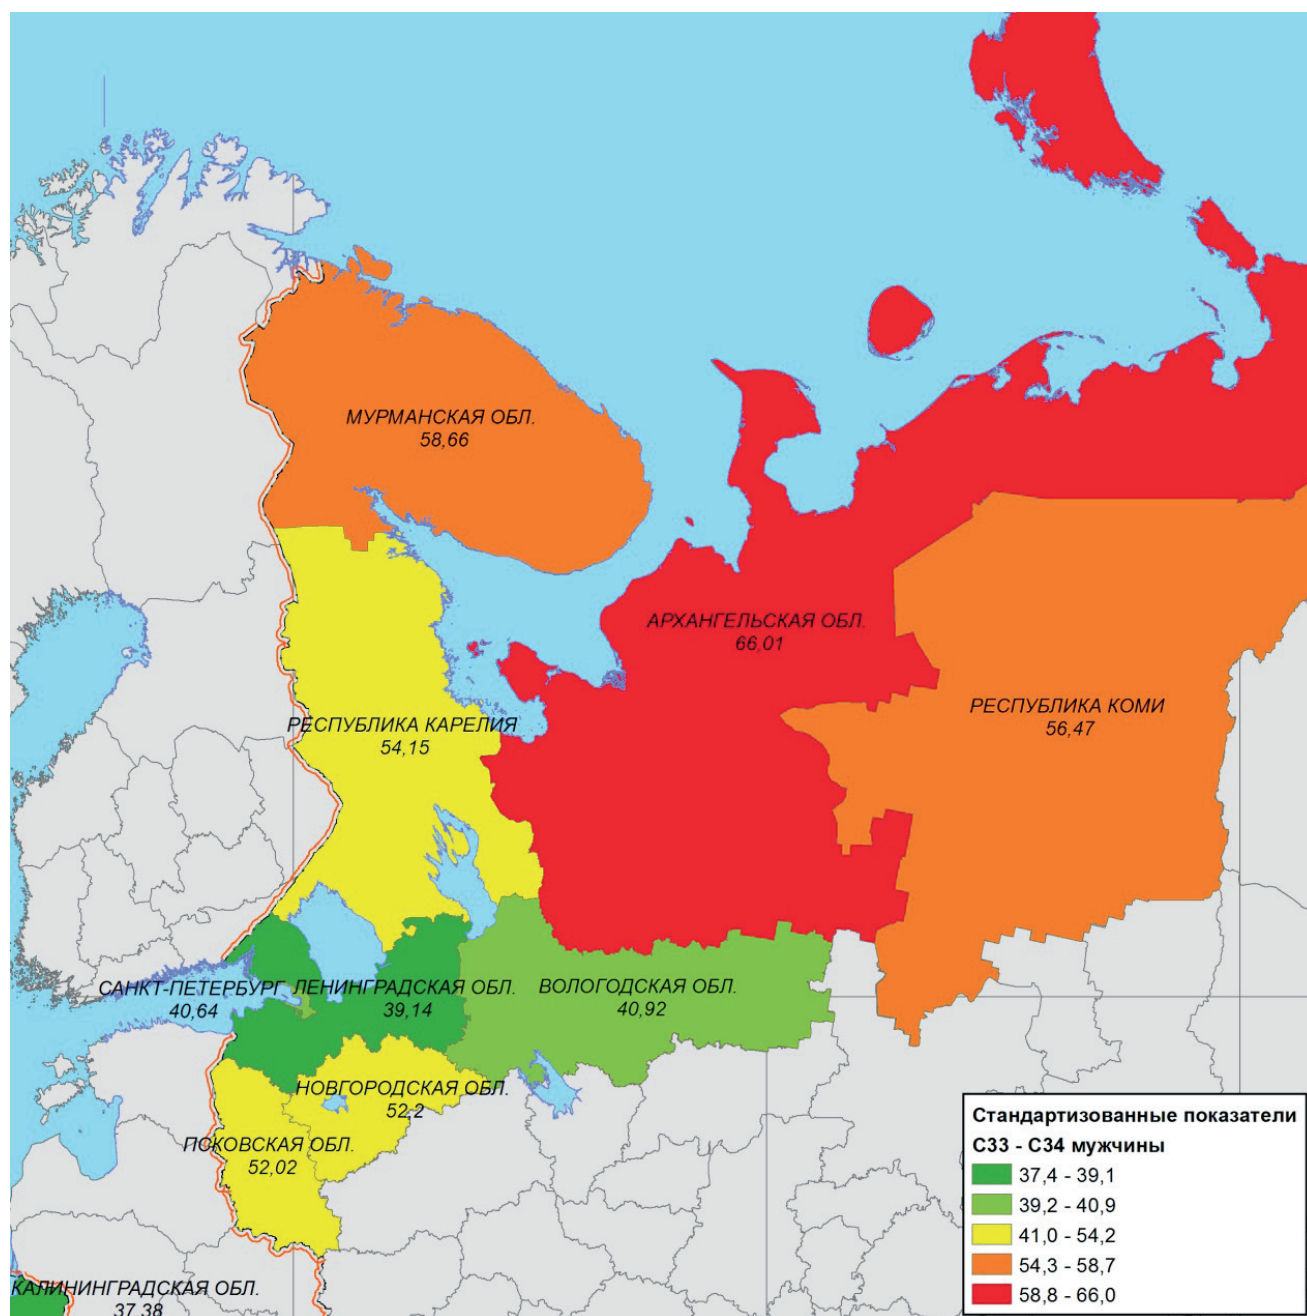 МУРМАНСКАЯ ОБЛ.
58,66
АРХАНГЕЛЬСКАЯ ОБЛ.
66,01
РЕСПУБЛИКА КОМИ
56,47
РЕСПУБЛИКА КАРЕЛИЯ
54,15
САНКТ-ПЕТЕРБУРГ
40,64
ЛЕНИНГРАДСКАЯ ОБЛ.
39,14
ВОЛОГОДСКАЯ ОБЛ.
40,92
НОВГОРОДСКАЯ ОБЛ.
52,2
ПСКОВСКАЯ ОБЛ.
52,02
КАЛИНИНГРАДСКАЯ ОБЛ.
37,38
Стандартизованные показатели
С33 - С34 мужчины
37,4 - 39,1
39,2 - 40,9
41,0 - 54,2
54,3 - 58,7
58,8 - 66,0